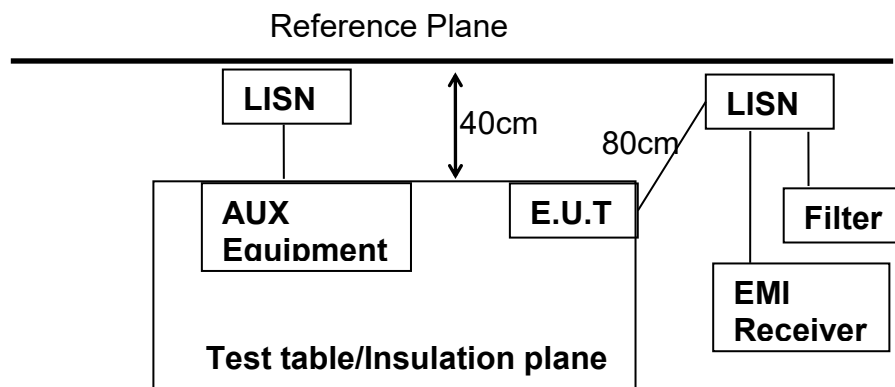 Reference Plane
LISN
40cm
80cm
LISN
AUX
Equipment
E.U.T
Filter
EMI
Receiver
Test table/Insulation plane